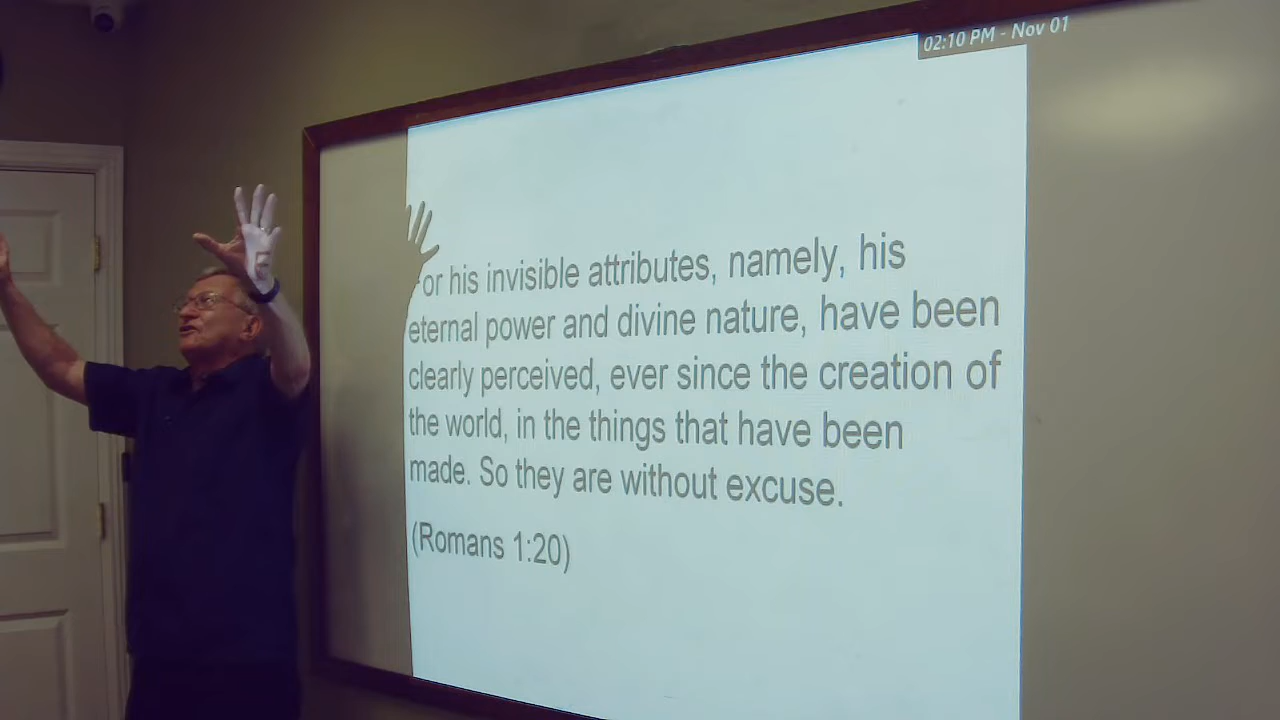 02:10 PM - Nov 01
For his invisible attributes, namely, his
eternal power and divine nature, have been
clearly perceived, ever since the creation of
the world, in the things that have been
made. So they are without excuse.
(Romans 1:20)